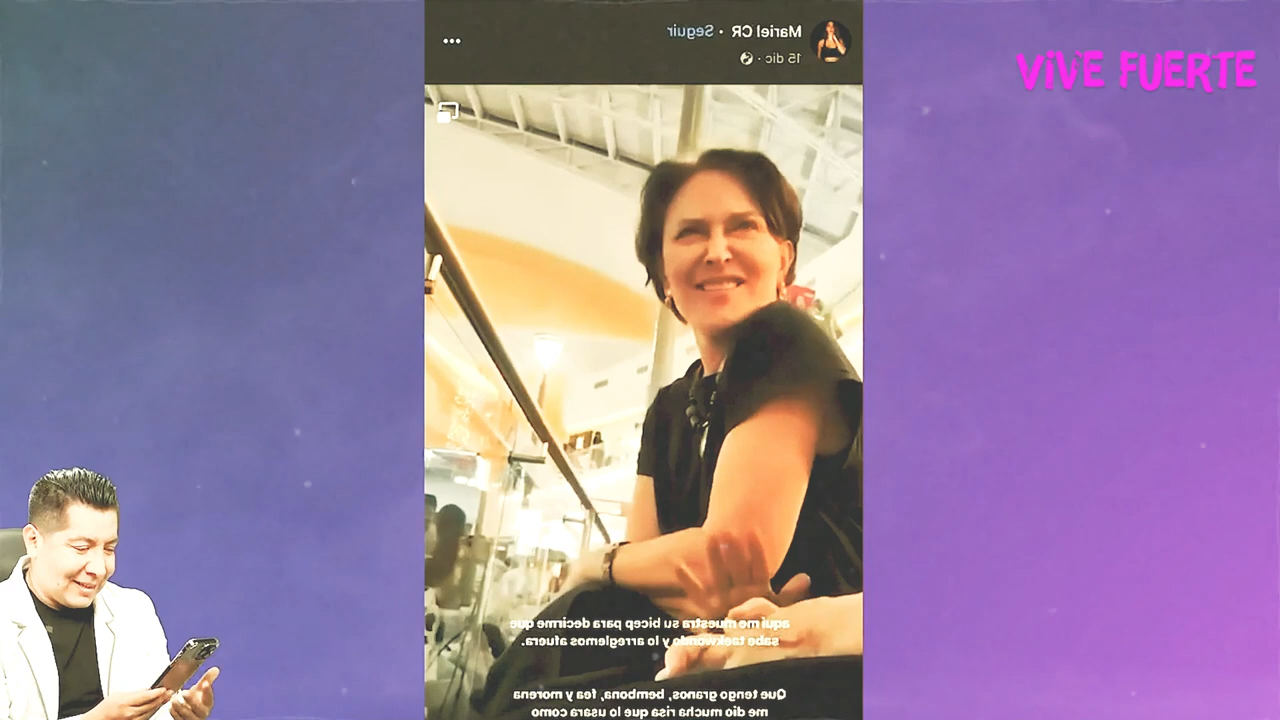 Mariel CR · Seguir
15 dic ·
ViVE FUERTE
aquí me muestra su bicep para decirme que
sabe taekwondo y lo arreglemos afuera.
Que tengo granos, bembona, fea y morena
me dio mucha risa que lo usara como